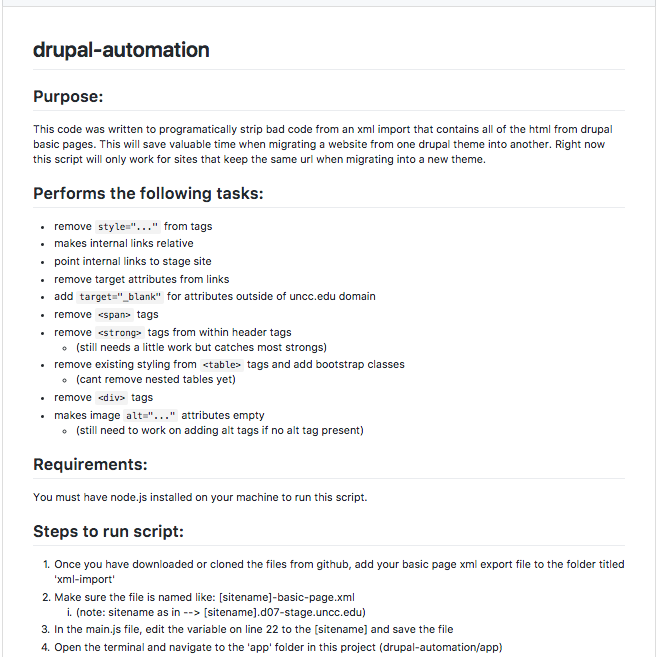 drupal-automation
Purpose:
This code was written to programatically strip bad code from an xml import that contains all of the html from drupal
basic pages. This will save valuable time when migrating a website from one drupal theme into another. Right now
this script will only work for sites that keep the same url when migrating into a new theme.
Performs the following tasks:
• remove style="..." from tags
• makes internal links relative
• point internal links to stage site
• remove target attributes from links
• add target="_blank" for attributes outside of uncc.edu domain
• remove <span> tags
• remove <strong> tags from within header tags
◦ (still needs a little work but catches most strongs)
• remove existing styling from <table> tags and add bootstrap classes
◦ (cant remove nested tables yet)
• remove <div> tags
• makes image alt="..." attributes empty
◦ (still need to work on adding alt tags if no alt tag present)
Requirements:
You must have node.js installed on your machine to run this script.
Steps to run script:
1. Once you have downloaded or cloned the files from github, add your basic page xml export file to the folder titled
'xml-import'
2. Make sure the file is named like: [sitename]-basic-page.xml
i. (note: sitename as in --> [sitename].d07-stage.uncc.edu)
3. In the main.js file, edit the variable on line 22 to the [sitename] and save the file
4. Open the terminal and navigate to the 'app' folder in this project (drupal-automation/app)